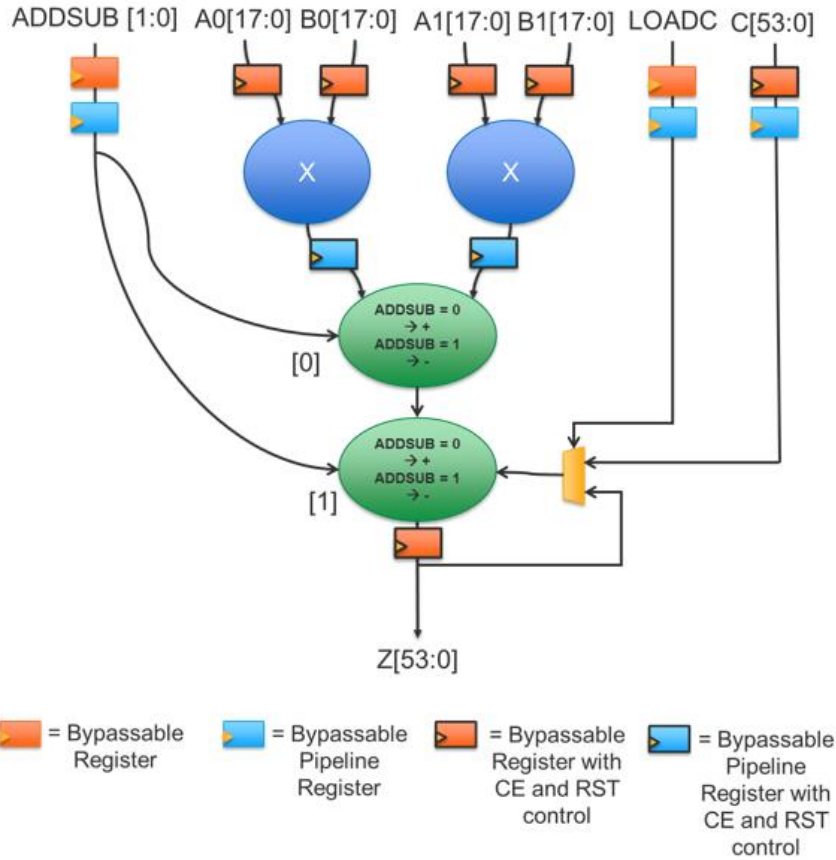 ADDSUB [1:0] A0[17:0] B0[17:0] A1[17:0] B1[17:0] LOADC C[53:0]
X X
ADDSUB = 0
→ +
ADDSUB = 1
→ -
[0]
ADDSUB = 0
→ +
ADDSUB = 1
→ -
[1]
Z[53:0]
= Bypassable
Register
= Bypassable
Pipeline
Register
= Bypassable
Register with
CE and RST
control
= Bypassable
Pipeline
Register with
CE and RST
control